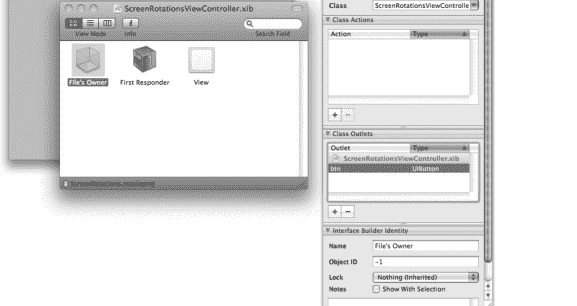 ScreenRotationsViewController.xib
View Mode
Info
Search Field
File's Owner
First Responder
View
ScreenRotations.xcodeproj
Class
ScreenRotationsViewControlle
Class Actions
Action Type
Class Outlets
Outlet Type
ScreenRotationsViewController.xib
btn UIButton
Interface Builder Identity
Name File's Owner
Object ID -1
Lock Nothing (Inherited)
Notes Show With Selection